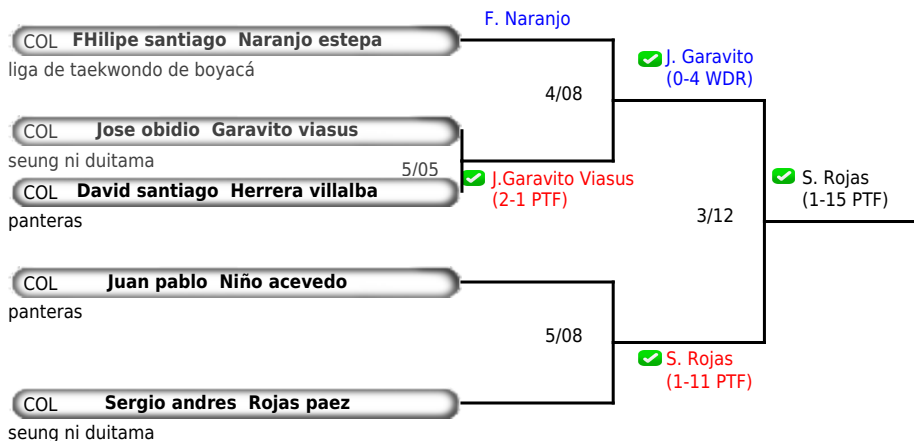 F. Naranjo
COL FHilipe santiago Naranjo estepa
liga de taekwondo de boyacá
J. Garavito
(0-4 WDR)
4/08
COL Jose obidio Garavito viasus
seung ni duitama
5/05
COL David santiago Herrera villalba
panteras
J.Garavito Viasus
(2-1 PTF)
S. Rojas
(1-15 PTF)
3/12
COL Juan pablo Niño acevedo
panteras
5/08
S. Rojas
(1-11 PTF)
COL Sergio andres Rojas paez
seung ni duitama